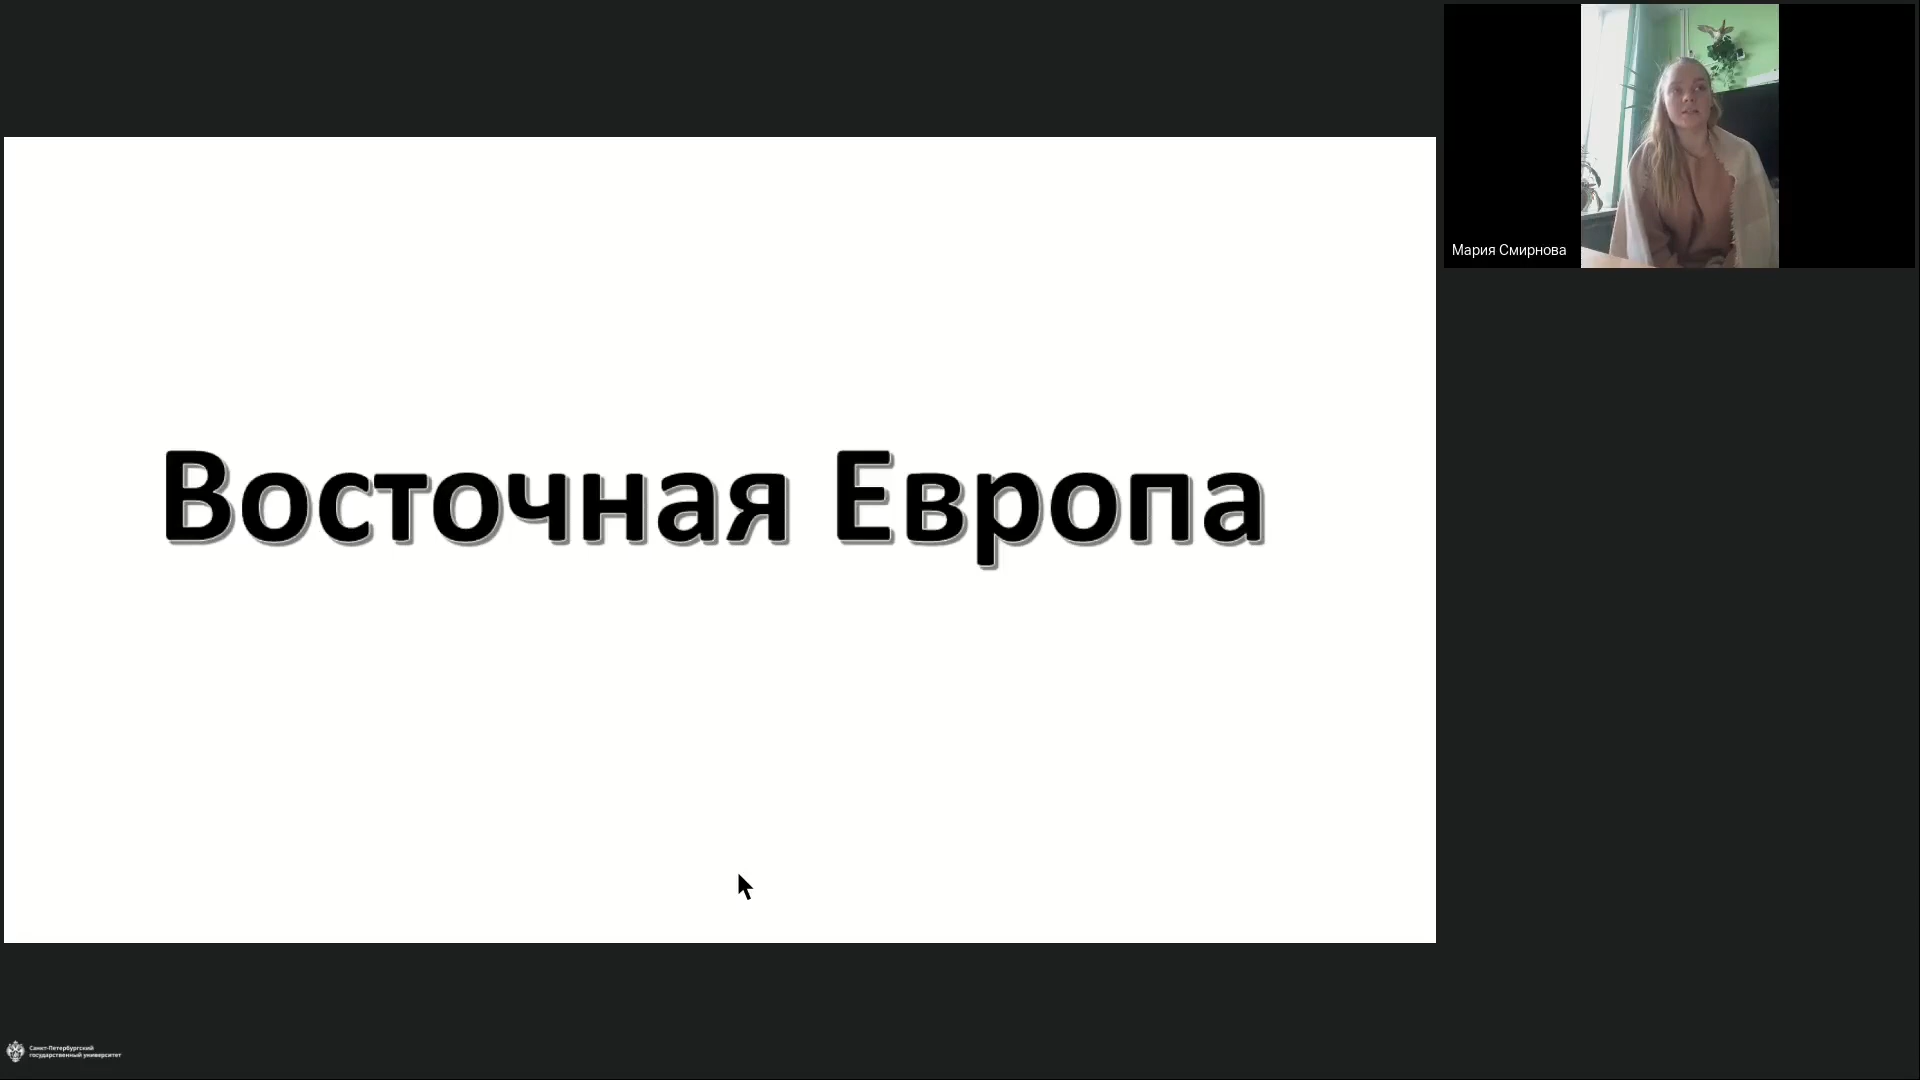 Восточная Европа
Мария Смирнова
Санкт-Петербургский
государственный университет